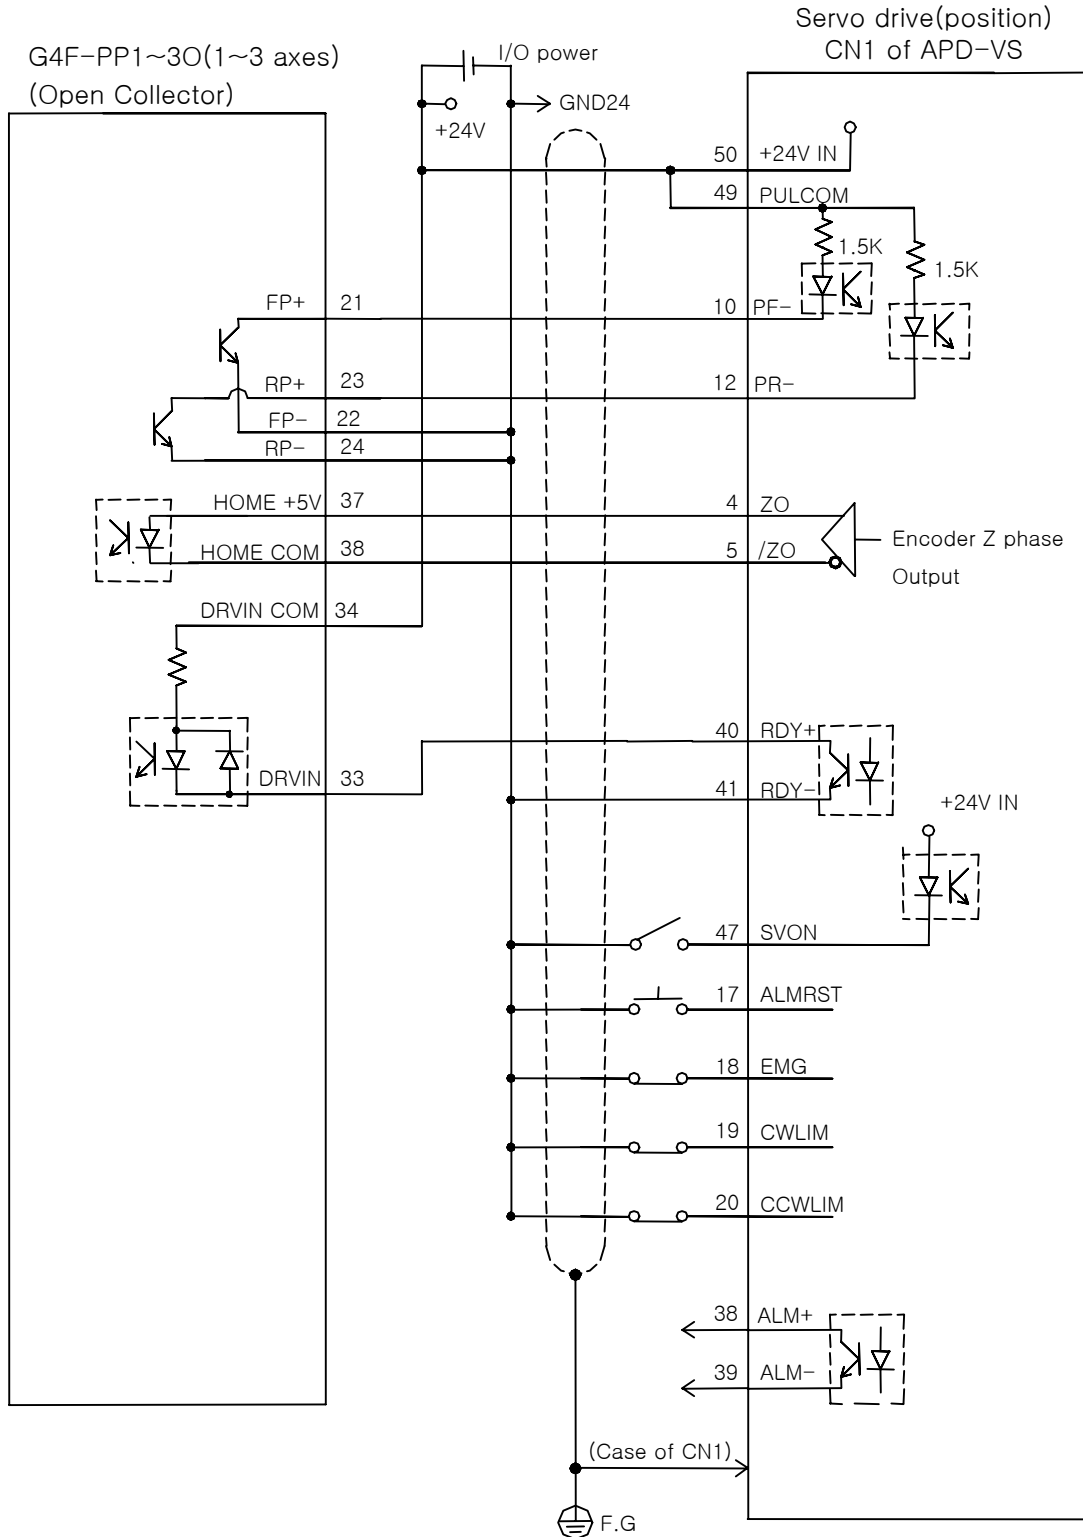 Servo drive(position)
CN1 of APD-VS
G4F-PP1~3O(1~3 axes)
(Open Collector)
I/O power
+24V
GND24
50 +24V IN
49 PULCOM
1.5K
1.5K
FP+ 21
10 PF-
RP+ 23
12 PR-
FP- 22
RP- 24
HOME +5V 37
4 ZO
HOME COM 38
5 /ZO
Encoder Z phase
Output
DRVIN COM 34
40 RDY+
DRVIN 33
41 RDY-
+24V IN
47 SVON
17 ALMRST
18 EMG
19 CWLIM
20 CCWLIM
38 ALM+
39 ALM-
(Case of CN1)
F.G